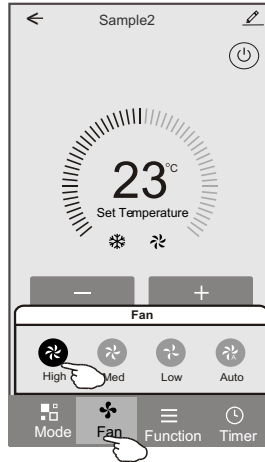 Sample2
23°C
Set Temperature
Fan
High Med Low Auto
A
Mode Fan Function Timer